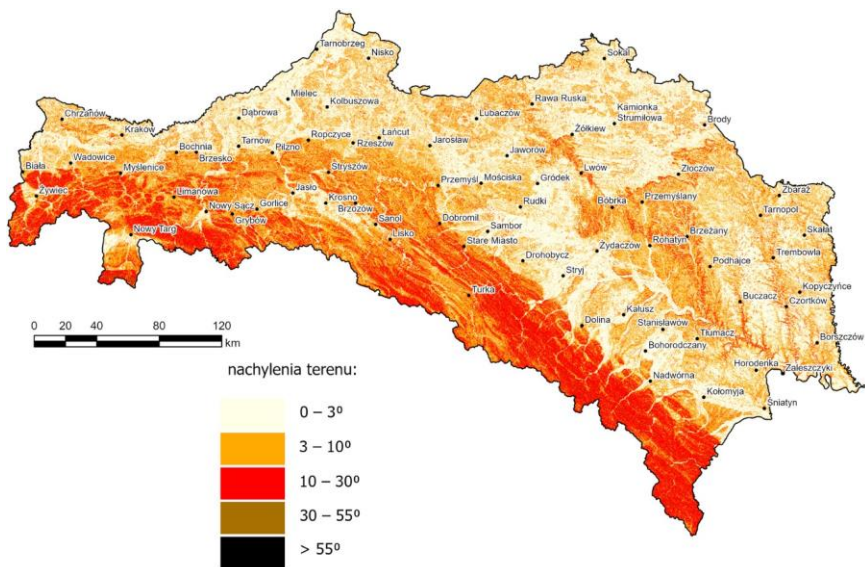 Tarnobrzeg
Nisko
Sokal
Mielec
Kolbuszowa
Rawa Ruska
Kamionka
Strumiłowa
Chrzanów
Dąbrowa
Lubaczów
Brody
Kraków
Ropczyce
Łańcut
Żółkiew
Bochnia
Tarnów
Pilzno
Rzeszów
Jarosław
Brzesko
Jaworów
Biała
Wadowice
Myślenice
Stryszów
Lwów
Złoczów
Przemyśl
Mościska
Gródek
Zbaraż
Żywiec
Limanowa
Jasło
Krosno
Brzozów
Rudki
Bóbrka
Przemyślany
Nowy Sącz
Gorlice
Grybów
Tarnopol
Sanol
Dobromil
Sambor
Skałat
Nowy Targ
Lisko
Stare Miasto
Żydaczów
Rohatyn
Brzeżany
Drohobycz
Podhajce
Trembowla
Stryj
Turka
Kopyczyńce
Buczacz
Czortków
Kałusz
Dolina
Stanisławów
Tłumacz
Borszczów
Bohorodczany
Horodenka
Zaleszczyki
Nadwórna
Kołomyja
Śniatyn
0 20 40 80 120
km
nachylenia terenu:
0 – 3º
3 – 10º
10 – 30º
30 – 55º
> 55º